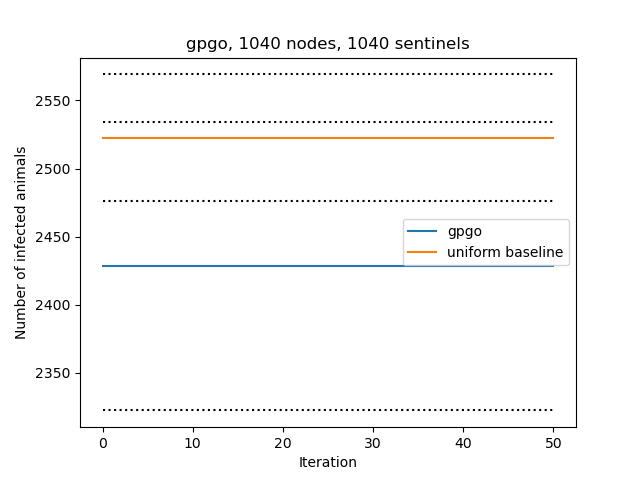 gpgo, 1040 nodes, 1040 sentinels
2550
2500
2450
2400
2350
Number of infected animals
gpgo
uniform baseline
0 10 20 30 40 50
Iteration